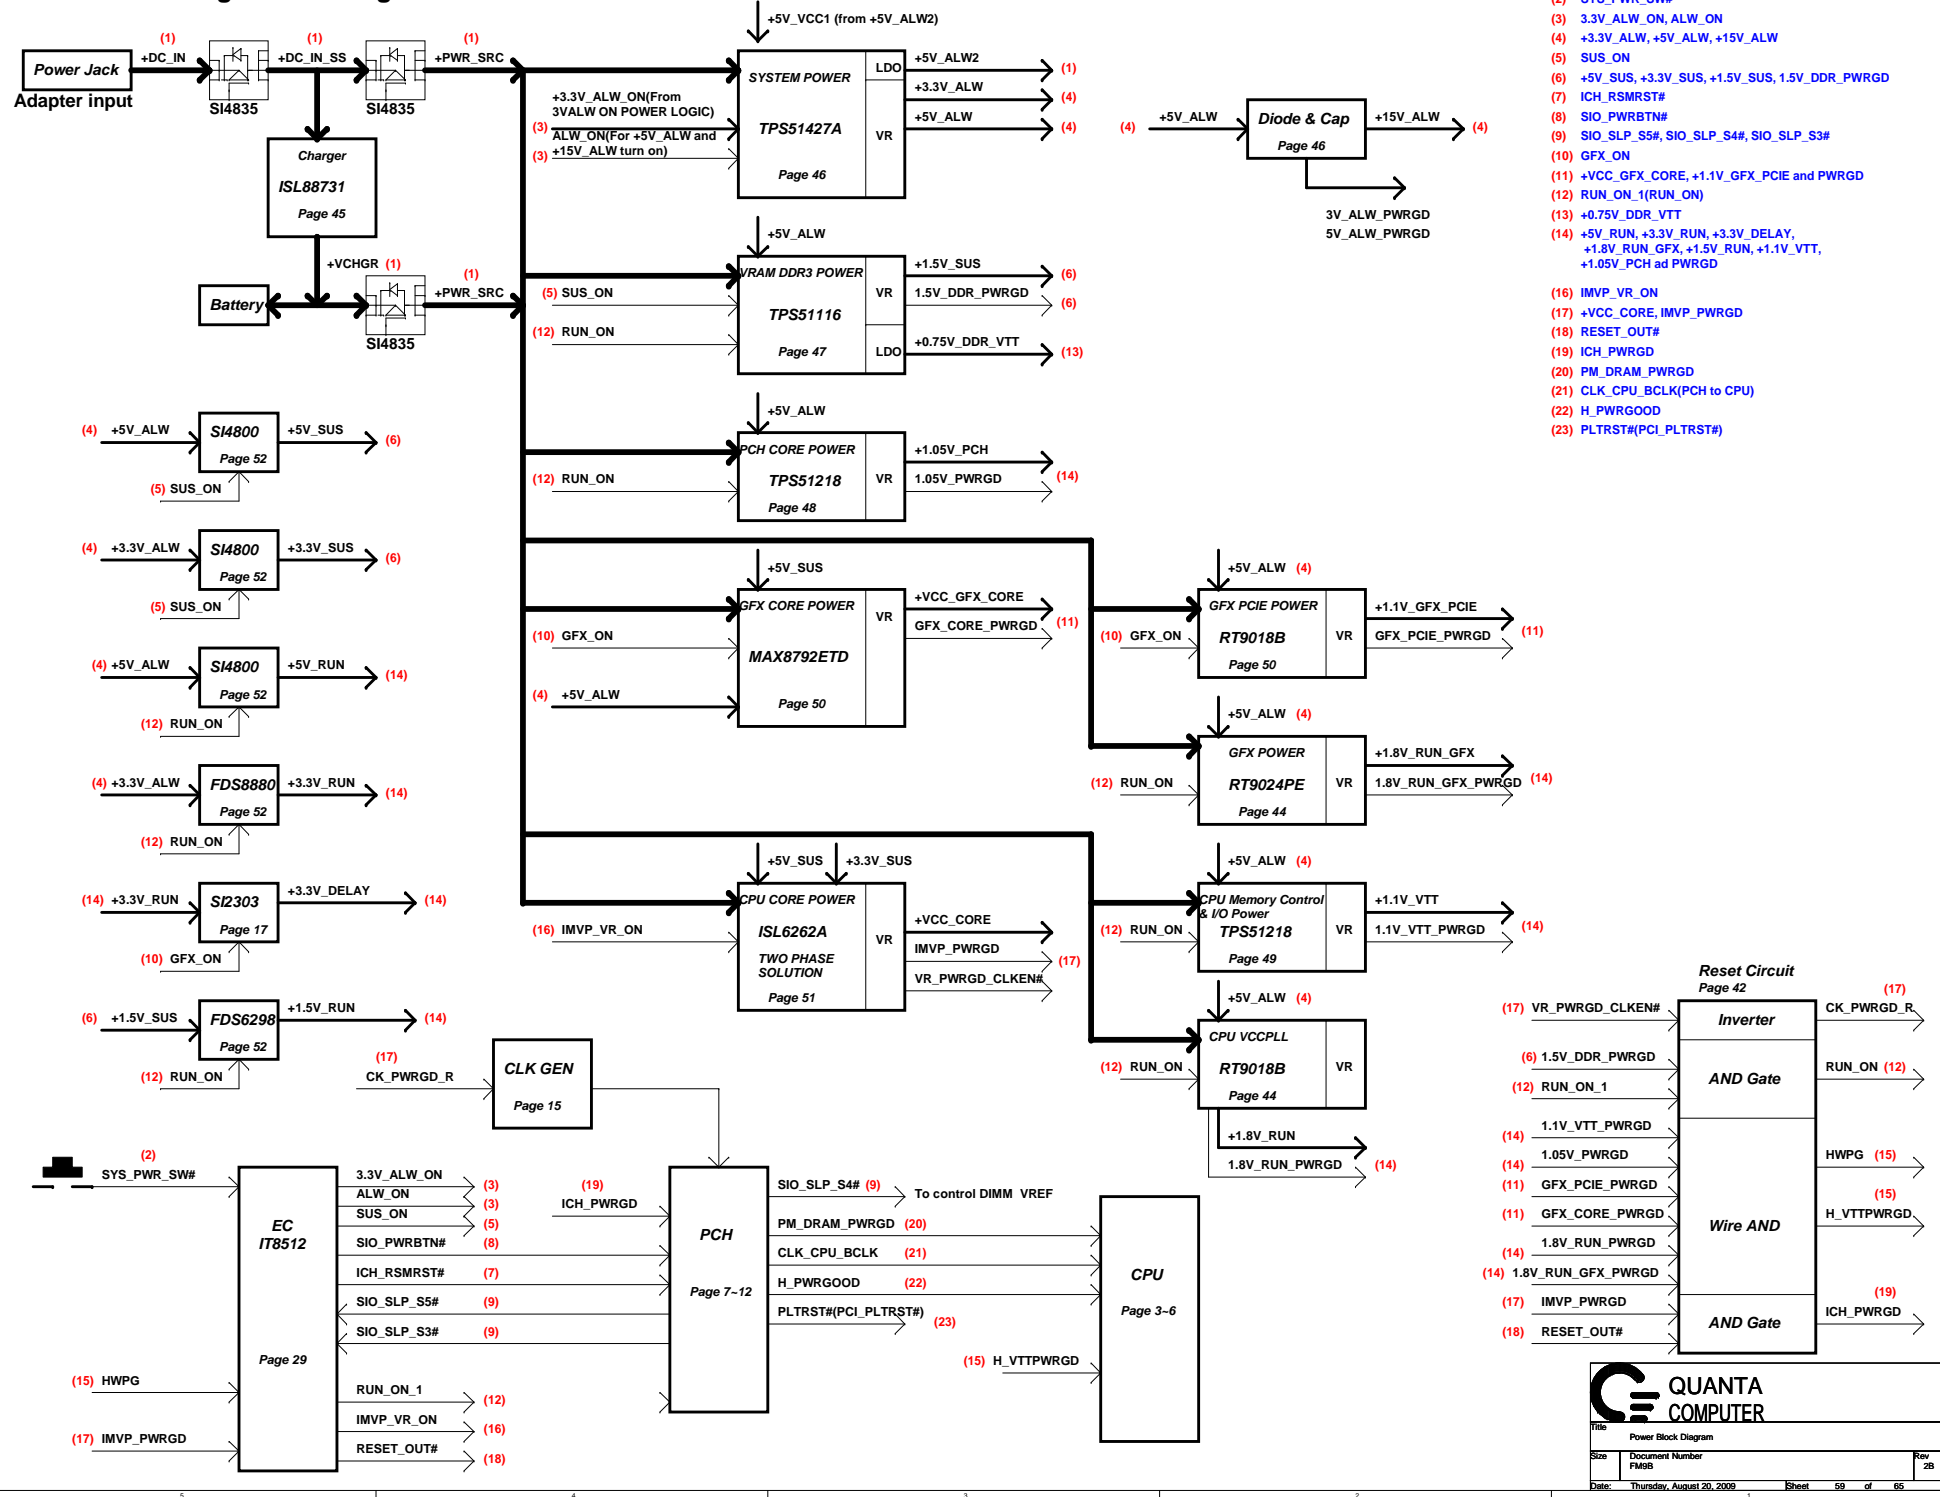 +5V_VCC1 (from +5V_ALW2)
(1)
(1)
(1)
Power Jack
+DC_IN
+DC_IN_SS
+PWR_SRC
Adapter input
SI4835
SI4835
SYSTEM POWER
LDO
+5V_ALW2
(1)
+3.3V_ALW
(4)
+3.3V_ALW_ON(From
3VALW ON POWER LOGIC)
(3)
TPS51427A
+5V_ALW
(4)
ALW_ON(For +5V_ALW and
(3) +15V_ALW turn on)
VR
Page 46
(4)
+5V_ALW
Diode & Cap
Page 46
+15V_ALW
(4)
3V_ALW_PWRGD
5V_ALW_PWRGD
(3) 3.3V_ALW_ON, ALW_ON
(4) +3.3V_ALW, +5V_ALW, +15V_ALW
(5) SUS_ON
(6) +5V_SUS, +3.3V_SUS, +1.5V_SUS, 1.5V_DDR_PWRGD
(7) ICH_RSMRST#
(8) SIO_PWRBTN#
(9) SIO_SLP_S5#, SIO_SLP_S4#, SIO_SLP_S3#
(10) GFX_ON
(11) +VCC_GFX_CORE, +1.1V_GFX_PCIE and PWRGD
(12) RUN_ON_1(RUN_ON)
(13) +0.75V_DDR_VTT
(14) +5V_RUN, +3.3V_RUN, +3.3V_DELAY,
+1.8V_RUN_GFX, +1.5V_RUN, +1.1V_VTT,
+1.05V_PCH ad PWRGD
(16) IMVP_VR_ON
(17) +VCC_CORE, IMVP_PWRGD
(18) RESET_OUT#
(19) ICH_PWRGD
(20) PM_DRAM_PWRGD
(21) CLK_CPU_BCLK(PCH to CPU)
(22) H_PWRGOOD
(23) PLTRST#(PCI_PLTRST#)
Charger
ISL88731
Page 45
+VCHGR (1)
(1)
+PWR_SRC
Battery
SI4835
+5V_ALW
VRAM DDR3 POWER
(5) SUS_ON
(12) RUN_ON
TPS51116
Page 47
VR
LDO
+1.5V_SUS
(6)
1.5V_DDR_PWRGD
(6)
+0.75V_DDR_VTT
(13)
+5V_ALW
PCH CORE POWER
(12) RUN_ON
TPS51218
Page 48
VR
+1.05V_PCH
1.05V_PWRGD
(14)
(4) +5V_ALW
SI4800
Page 52
+5V_SUS
(6)
(5) SUS_ON
(4) +3.3V_ALW
SI4800
Page 52
+3.3V_SUS
(6)
(5) SUS_ON
(4) +5V_ALW
SI4800
Page 52
+5V_RUN
(14)
(12) RUN_ON
(4) +3.3V_ALW
FDS8880
Page 52
+3.3V_RUN
(14)
(12) RUN_ON
(14) +3.3V_RUN
SI2303
Page 17
+3.3V_DELAY
(14)
(10) GFX_ON
(6) +1.5V_SUS
FDS6298
Page 52
+1.5V_RUN
(14)
(12) RUN_ON
+5V_SUS
GFX CORE POWER
(10) GFX_ON
MAX8792ETD
(4) +5V_ALW
Page 50
VR
+VCC_GFX_CORE
GFX_CORE_PWRGD
(11)
+5V_ALW (4)
GFX PCIE POWER
(10) GFX_ON
RT9018B
Page 50
VR
+1.1V_GFX_PCIE
GFX_PCIE_PWRGD
(11)
+5V_ALW (4)
GFX POWER
(12) RUN_ON
RT9024PE
Page 44
VR
+1.8V_RUN_GFX
1.8V_RUN_GFX_PWRGD
(14)
+5V_SUS
+3.3V_SUS
CPU CORE POWER
(16) IMVP_VR_ON
ISL6262A
TWO PHASE
SOLUTION
Page 51
VR
+VCC_CORE
IMVP_PWRGD
(17)
VR_PWRGD_CLKEN#
+5V_ALW (4)
CPU Memory Control
& I/O Power
(12) RUN_ON
TPS51218
Page 49
VR
+1.1V_VTT
1.1V_VTT_PWRGD
(14)
+5V_ALW (4)
CPU VCCPLL
(12) RUN_ON
RT9018B
Page 44
VR
+1.8V_RUN
1.8V_RUN_PWRGD
(14)
(17)
CK_PWRGD_R
CLK GEN
Page 15
(2)
SYS_PWR_SW#
EC
IT8512
Page 29
3.3V_ALW_ON
(3)
ALW_ON
(3)
SUS_ON
(5)
SIO_PWRBTN#
(8)
ICH_RSMRST#
(7)
SIO_SLP_S5#
(9)
SIO_SLP_S3#
(9)
(15) HWPG
(17) IMVP_PWRGD
RUN_ON_1
(12)
IMVP_VR_ON
(16)
RESET_OUT#
(18)
(19)
ICH_PWRGD
PCH
Page 7~12
SIO_SLP_S4# (9)
To control DIMM VREF
PM_DRAM_PWRGD (20)
CLK_CPU_BCLK (21)
H_PWRGOOD (22)
PLTRST#(PCI_PLTRST#)
(23)
(15) H_VTTPWRGD
CPU
Page 3~6
Reset Circuit
Page 42
(17) VR_PWRGD_CLKEN#
Inverter
(17)
CK_PWRGD_R
(6) 1.5V_DDR_PWRGD
(12) RUN_ON_1
AND Gate
RUN_ON (12)
(14) 1.1V_VTT_PWRGD
(14) 1.05V_PWRGD
(11) GFX_PCIE_PWRGD
(11) GFX_CORE_PWRGD
(14) 1.8V_RUN_PWRGD
(14) 1.8V_RUN_GFX_PWRGD
Wire AND
HWPG (15)
(15)
H_VTTPWRGD
(17) IMVP_PWRGD
(18) RESET_OUT#
AND Gate
(19)
ICH_PWRGD
QUANTA
COMPUTER
Title
Power Block Diagram
Size
Document Number
FM9B
Rev
2B
Date:
Thursday, August 20, 2009
Sheet 59 of 65
5
4
3
2
1